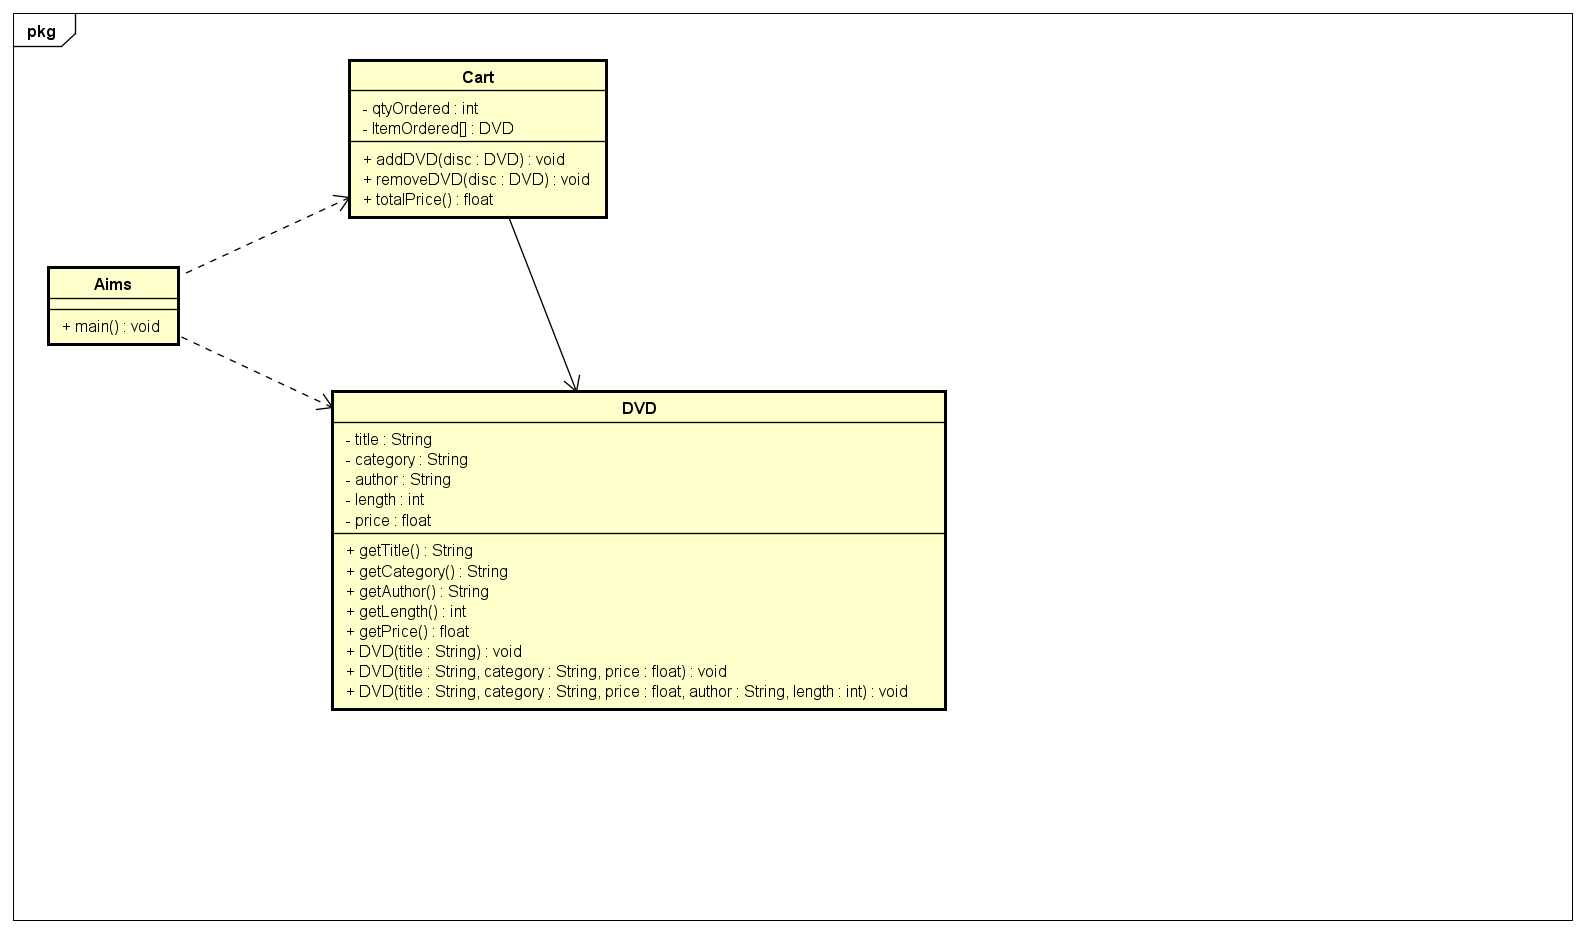 pkg
Cart
- qtyOrdered : int
- ItemOrdered[] : DVD
+ addDVD(disc : DVD) : void
+ removeDVD(disc : DVD) : void
+ totalPrice() : float
Aims
+ main() : void
DVD
- title : String
- category : String
- author : String
- length : int
- price : float
+ getTitle() : String
+ getCategory() : String
+ getAuthor() : String
+ getLength() : int
+ getPrice() : float
+ DVD(title : String) : void
+ DVD(title : String, category : String, price : float) : void
+ DVD(title : String, category : String, price : float, author : String, length : int) : void